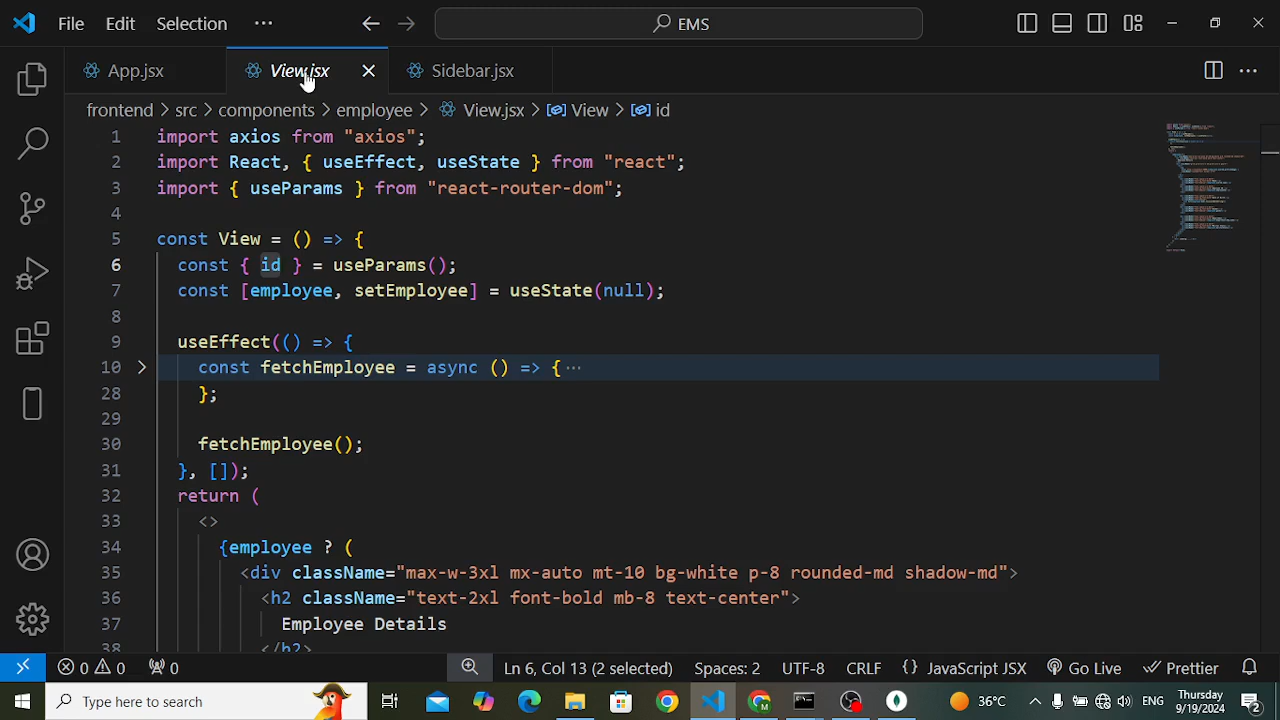 File Edit Selection ··· EMS
App.jsx View.jsx Sidebar.jsx
frontend > src > components > employee > View.jsx > View > id
1 import axios from "axios";
2 import React, { useEffect, useState } from "react";
3 import { useParams } from "react-router-dom";
4
5 const View = () => {
6 const { id } = useParams();
7 const [employee, setEmployee] = useState(null);
8
9 useEffect(() => {
10 const fetchEmployee = async () => { ···
28 };
29
30 fetchEmployee();
31 }, []);
32 return (
33 <>
34 {employee ? (
35 <div className="max-w-3xl mx-auto mt-10 bg-white p-8 rounded-md shadow-md">
36 <h2 className="text-2xl font-bold mb-8 text-center">
37 Employee Details
38 </h2>
0 0 0 Ln 6, Col 13 (2 selected) Spaces: 2 UTF-8 CRLF {} JavaScript JSX Go Live Prettier
Type here to search 36°C ENG Thursday
9/19/2024 2